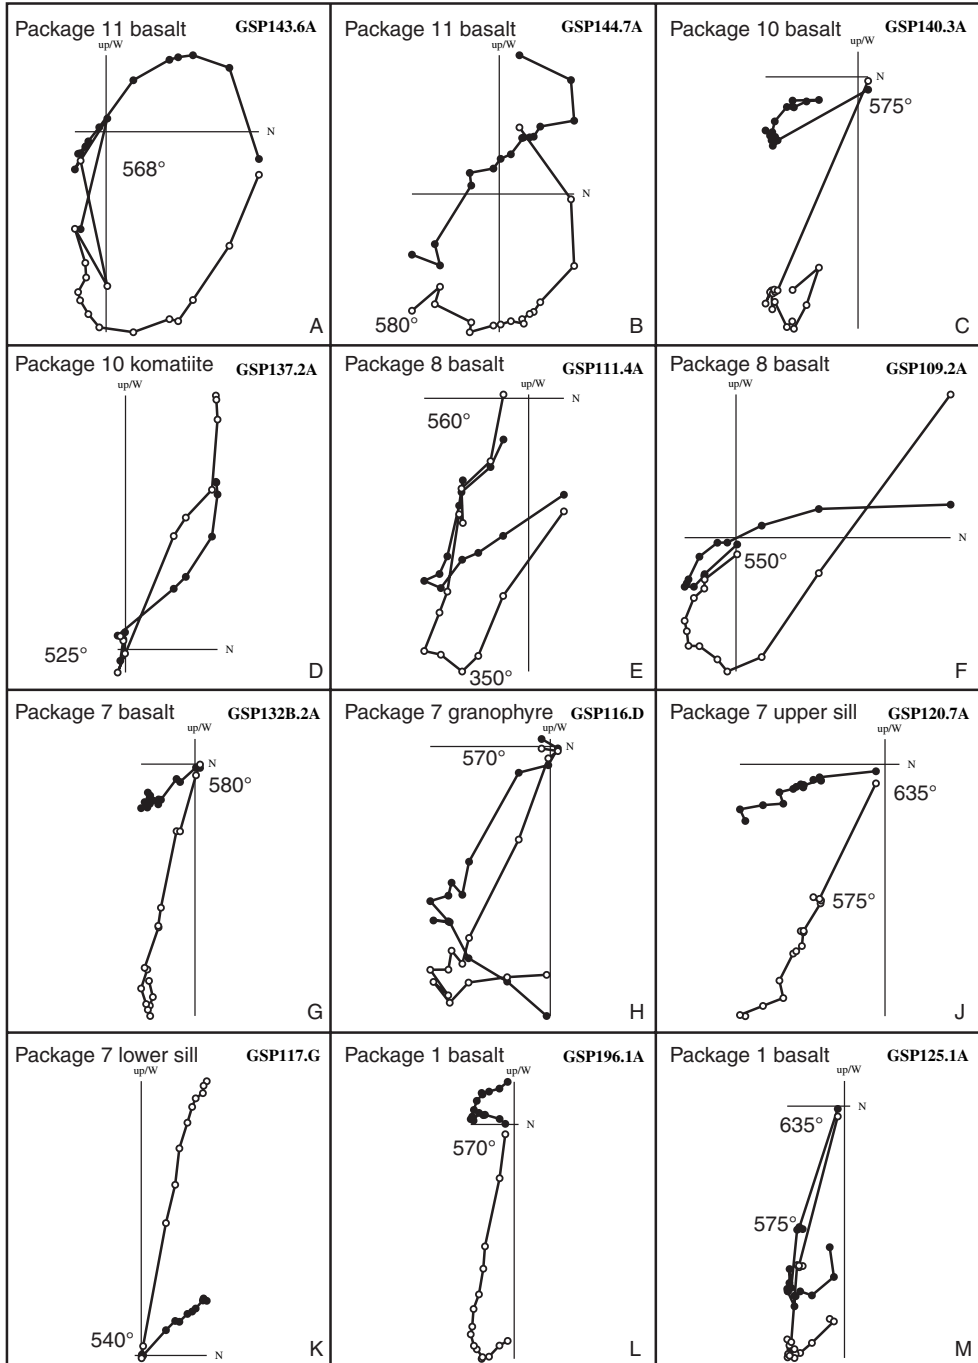 Package 11 basalt GSP143.6A
up/W
N
568°
A
Package 11 basalt GSP144.7A
up/W
N
580°
B
Package 10 basalt GSP140.3A
up/W
N
575°
C
Package 10 komatiite GSP137.2A
up/W
525°
N
D
Package 8 basalt GSP111.4A
up/W
N
560°
350°
E
Package 8 basalt GSP109.2A
up/W
N
550°
F
Package 7 basalt GSP132B.2A
up/W
N
580°
G
Package 7 granophyre GSP116.D
up/W
N
570°
H
Package 7 upper sill GSP120.7A
up/W
N
635°
575°
J
Package 7 lower sill GSP117.G
up/W
540°
N
K
Package 1 basalt GSP196.1A
up/W
N
570°
L
Package 1 basalt GSP125.1A
up/W
N
635°
575°
M